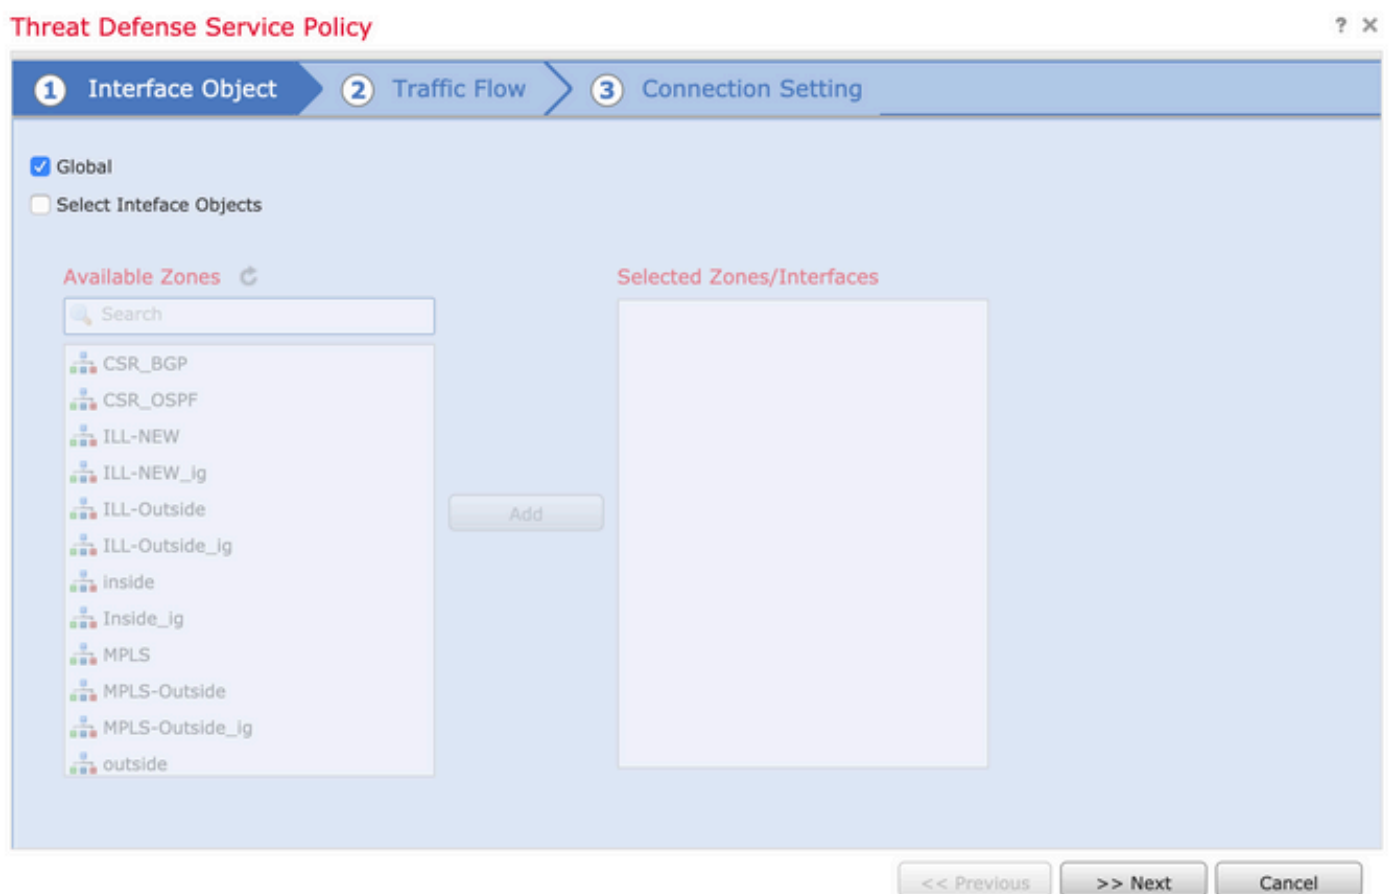 Threat Defense Service Policy
? ×
1 Interface Object 2 Traffic Flow 3 Connection Setting
Global
Select Inteface Objects
Available Zones
Selected Zones/Interfaces
Search
CSR_BGP
CSR_OSPF
ILL-NEW
ILL-NEW_ig
ILL-Outside
ILL-Outside_ig
inside
Inside_ig
MPLS
MPLS-Outside
MPLS-Outside_ig
outside
Add
<< Previous
>> Next
Cancel